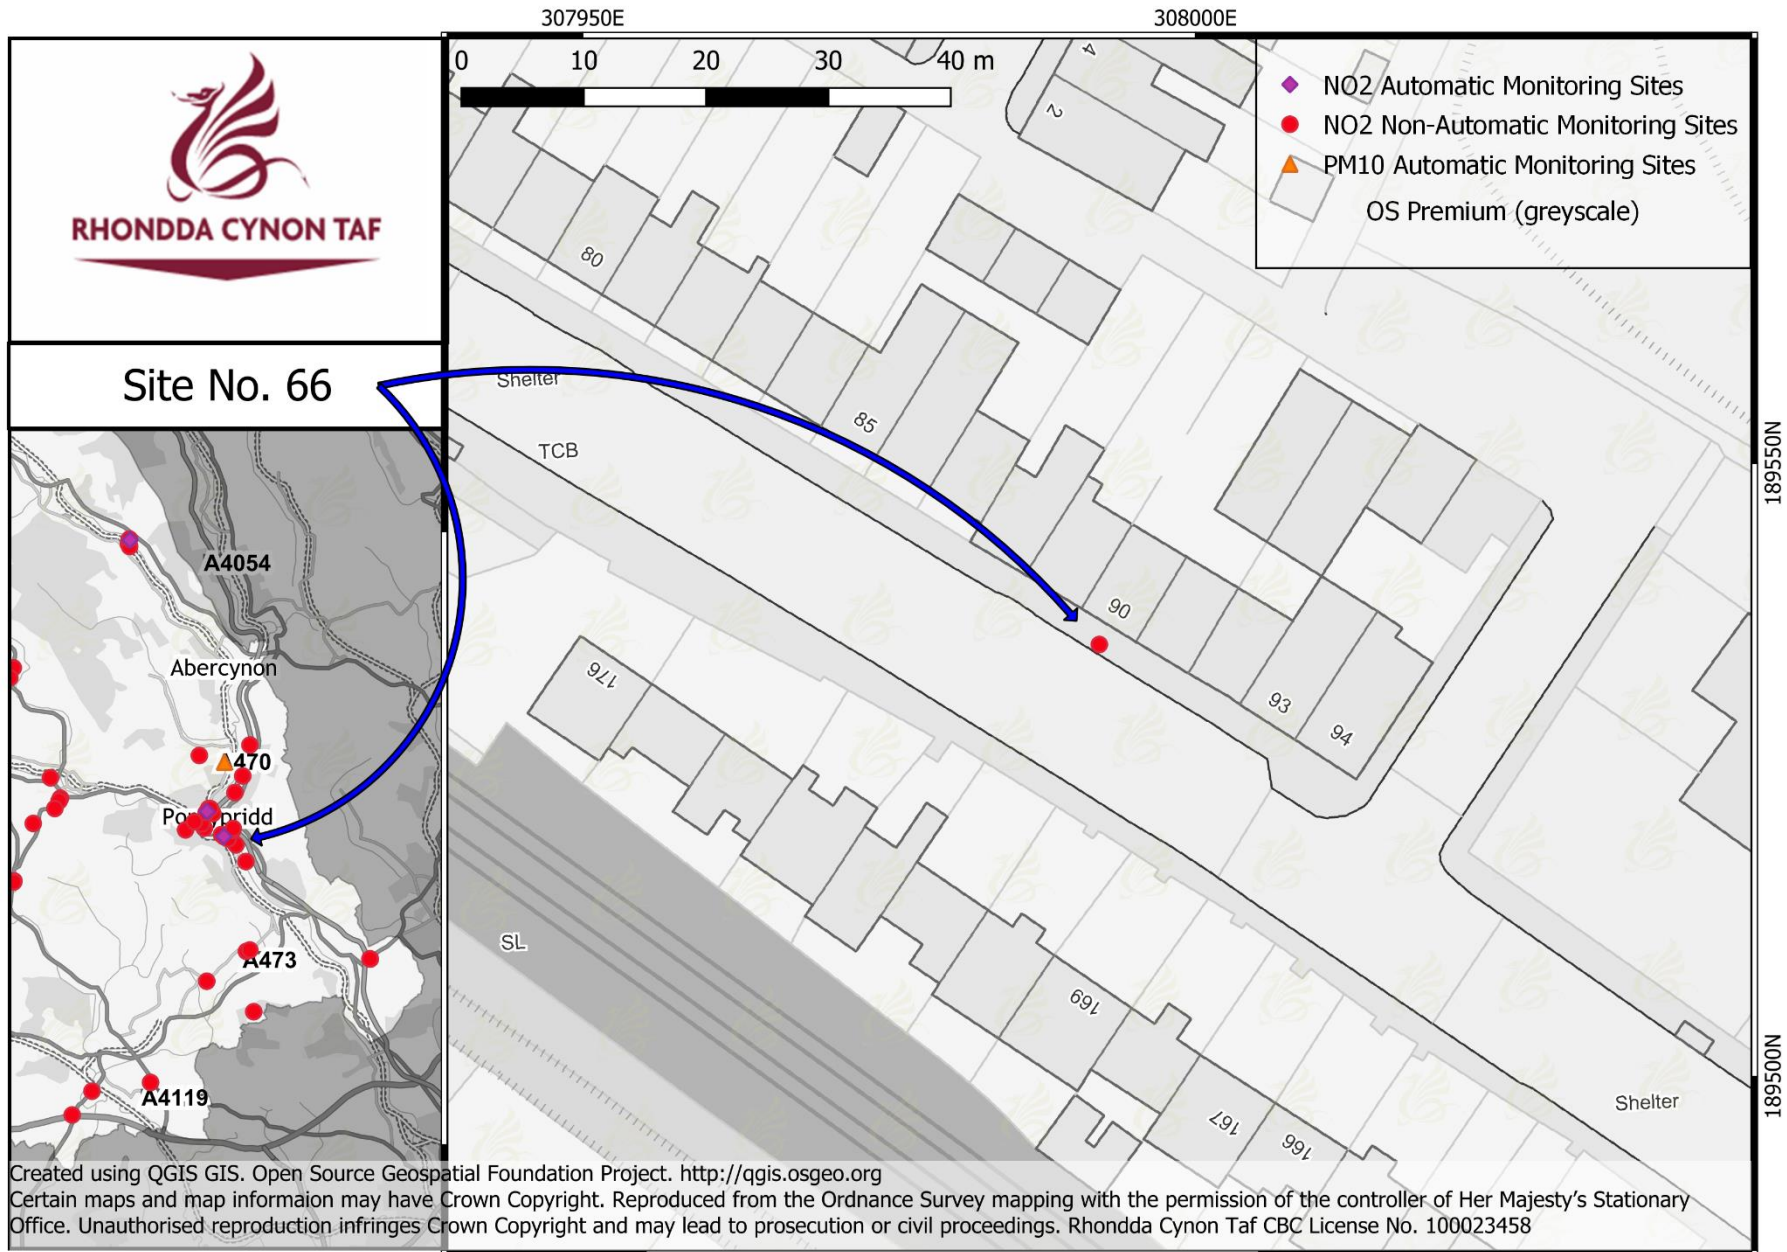 307950E
308000E
0 10 20 30 40 m
RHONDDA CYNON TAF
Site No. 66
NO2 Automatic Monitoring Sites
NO2 Non-Automatic Monitoring Sites
PM10 Automatic Monitoring Sites
OS Premium (greyscale)
4
2
80
Shelter
85
TCB
90
93
94
176
SL
169
167
166
Shelter
189550N
189500N
A4054
Abercynon
470
Po ypridd
A473
A4119
Created using QGIS GIS. Open Source Geospatial Foundation Project. http://qgis.osgeo.org
Certain maps and map informaion may have Crown Copyright. Reproduced from the Ordnance Survey mapping with the permission of the controller of Her Majesty's Stationary
Office. Unauthorised reproduction infringes Crown Copyright and may lead to prosecution or civil proceedings. Rhondda Cynon Taf CBC License No. 100023458